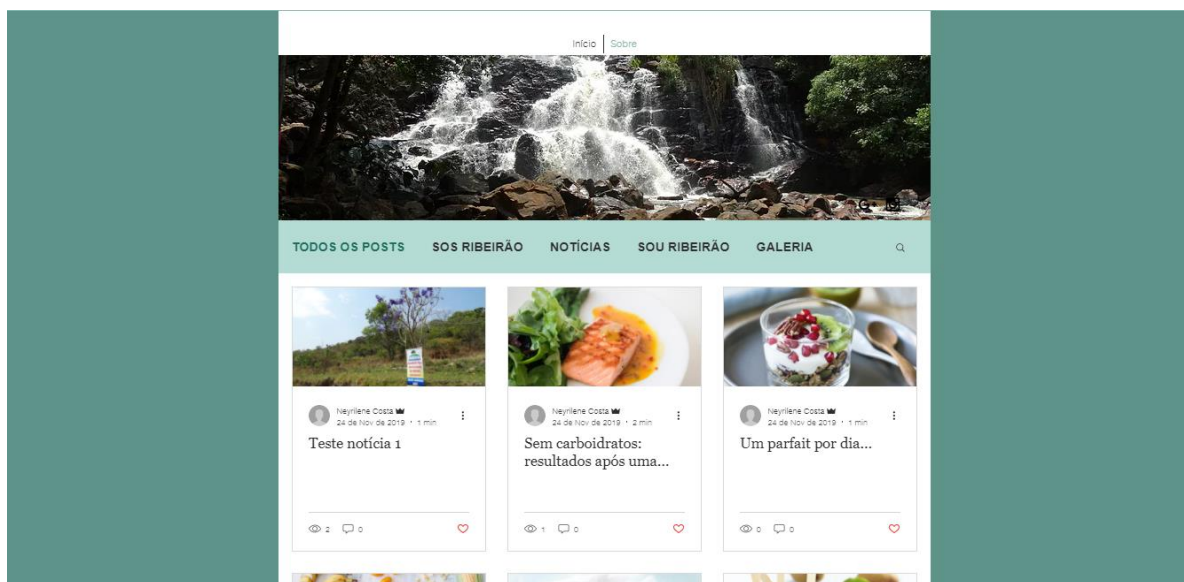 Início Sobre
TODOS OS POSTS SOS RIBEIRÃO NOTÍCIAS SOU RIBEIRÃO GALERIA
Neyrilene Costa
24 de Nov de 2019 · 1 min
Teste notícia 1
2 0
Neyrilene Costa
24 de Nov de 2019 · 2 min
Sem carboidratos:
resultados após uma...
1 0
Neyrilene Costa
24 de Nov de 2019 · 1 min
Um parfait por dia...
0 0